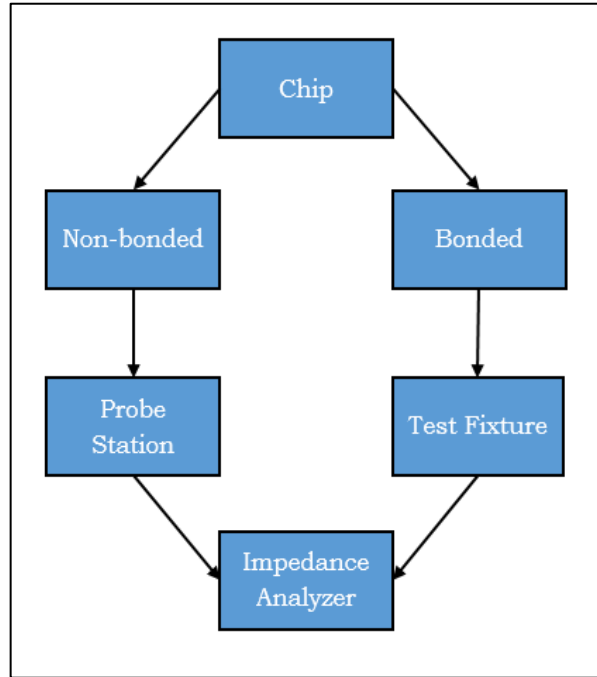 Chip
Non-bonded
Bonded
Probe
Station
Test Fixture
Impedance
Analyzer